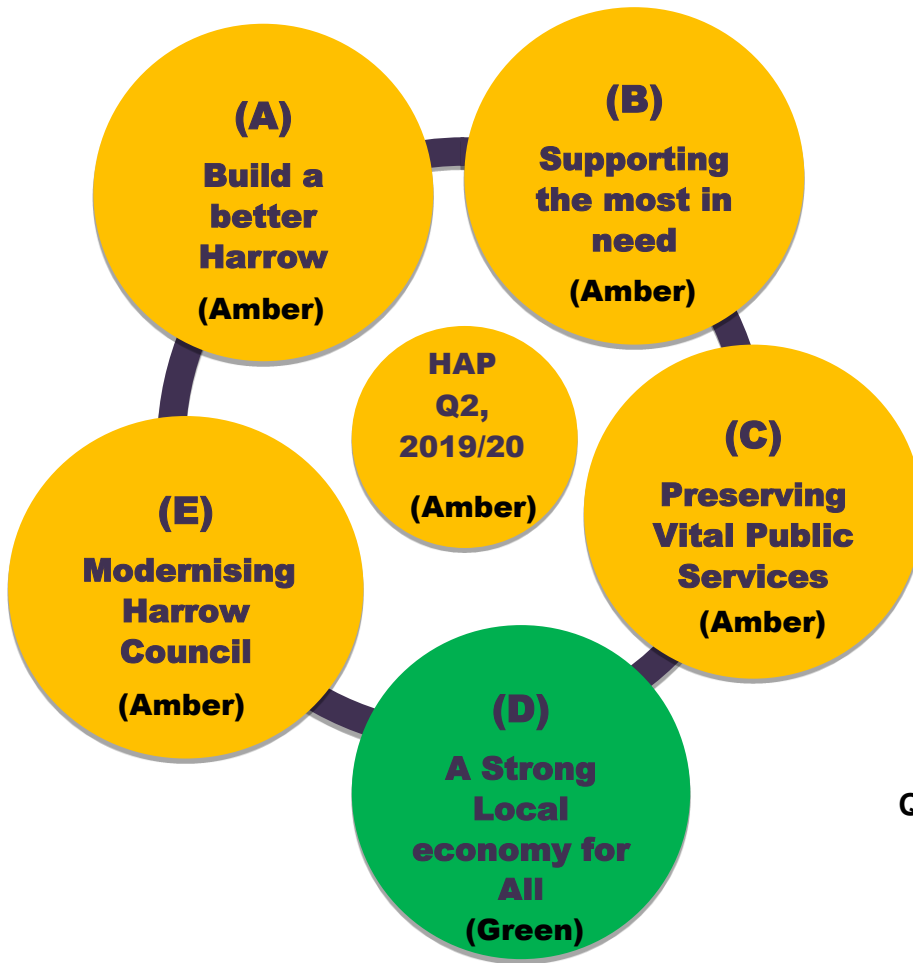 (A)
Build a
better
Harrow
(Amber)
(B)
Supporting
the most in
need
(Amber)
HAP
Q2,
2019/20
(Amber)
(C)
Preserving
Vital Public
Services
(Amber)
(E)
Modernising
Harrow
Council
(Amber)
(D)
A Strong
Local
economy for
All
(Green)
Q